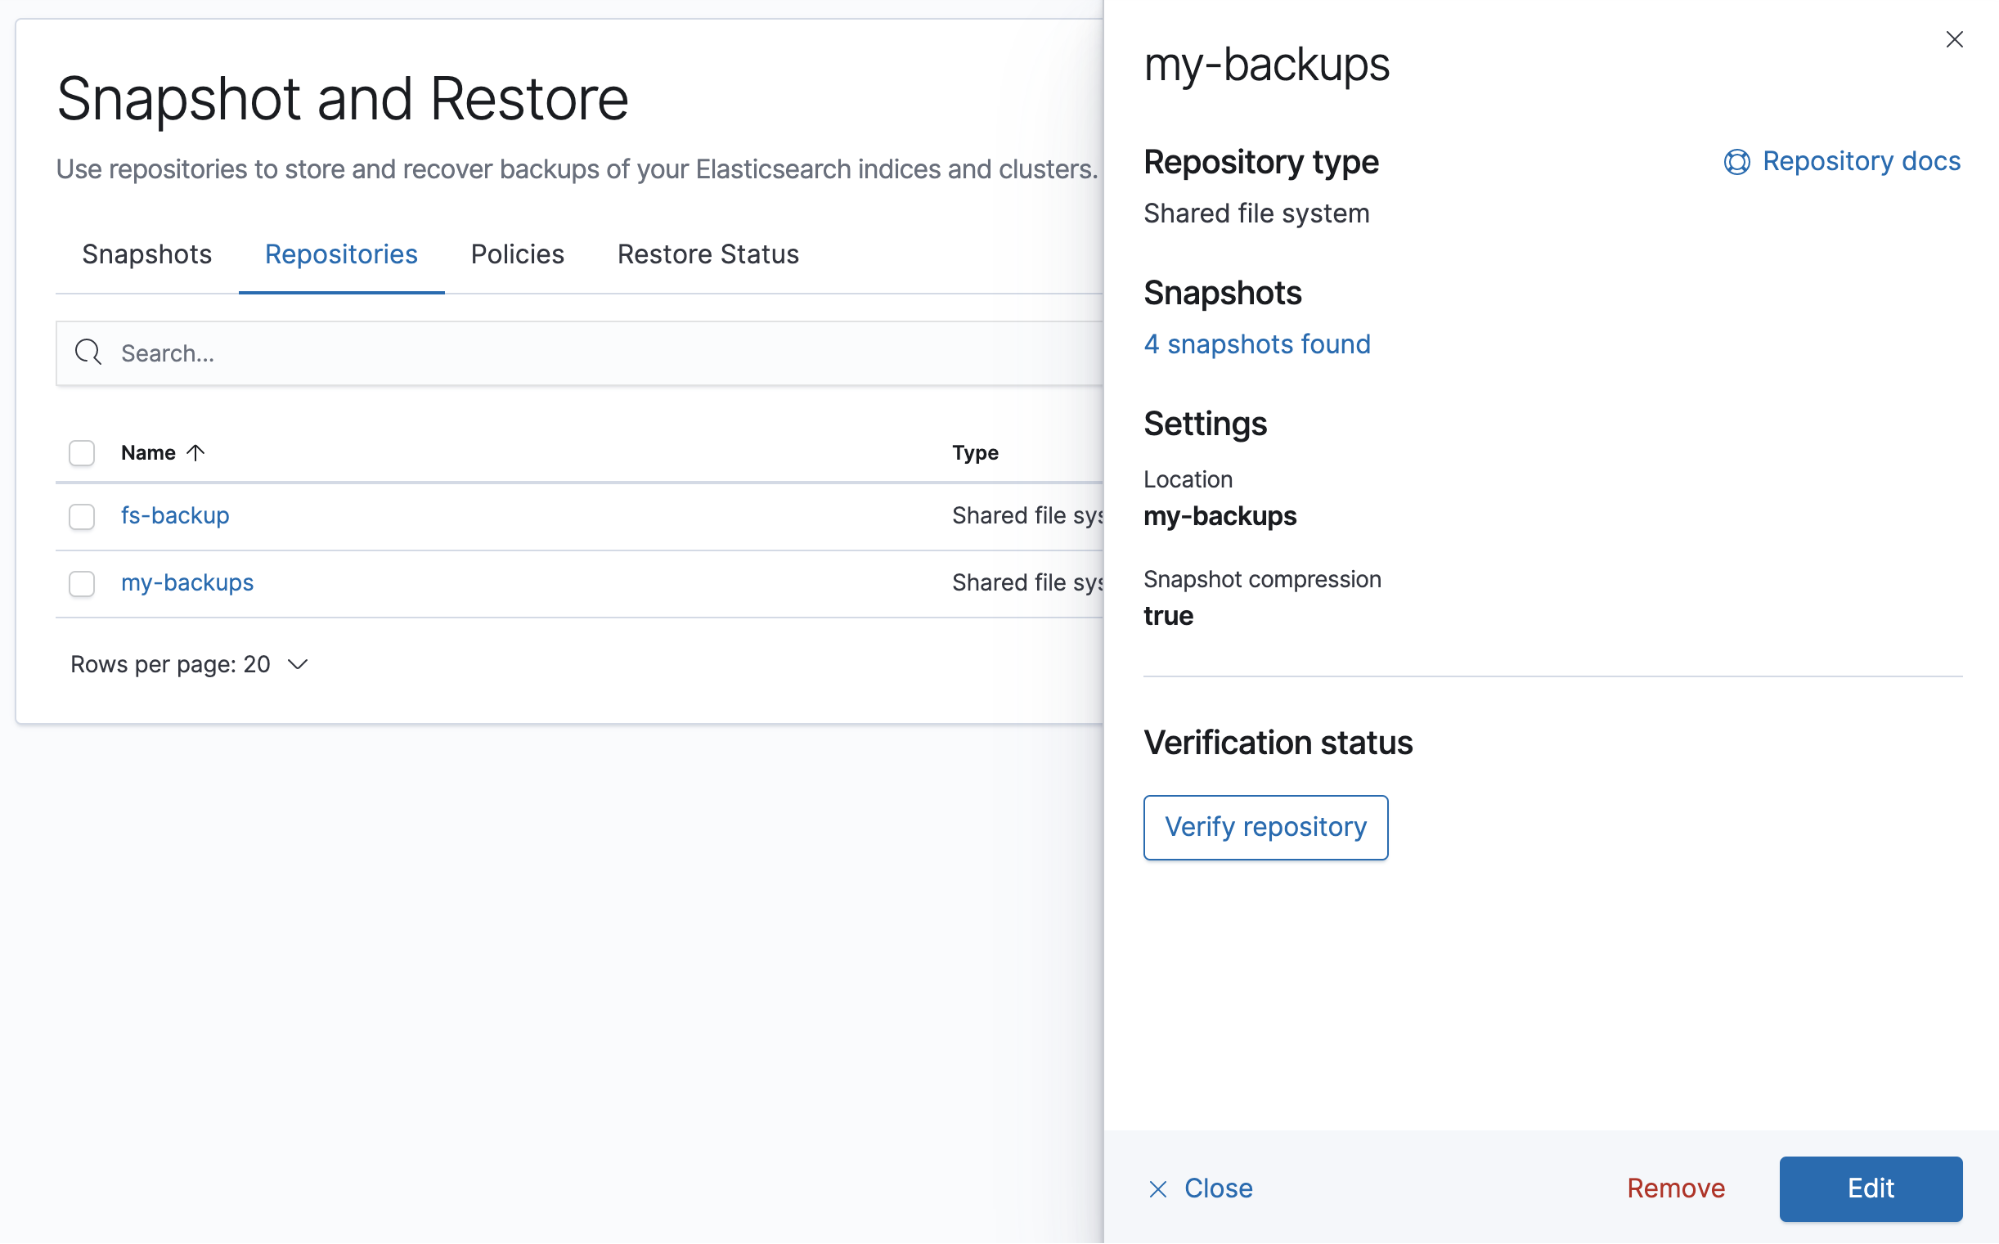 Snapshot and Restore
Use repositories to store and recover backups of your Elasticsearch indices and clusters.
Snapshots Repositories Policies Restore Status
Search...
Name Type
fs-backup Shared file sys
my-backups Shared file sys
Rows per page: 20
my-backups
Repository type
Repository docs
Shared file system
Snapshots
4 snapshots found
Settings
Location
my-backups
Snapshot compression
true
Verification status
Verify repository
Close Remove Edit